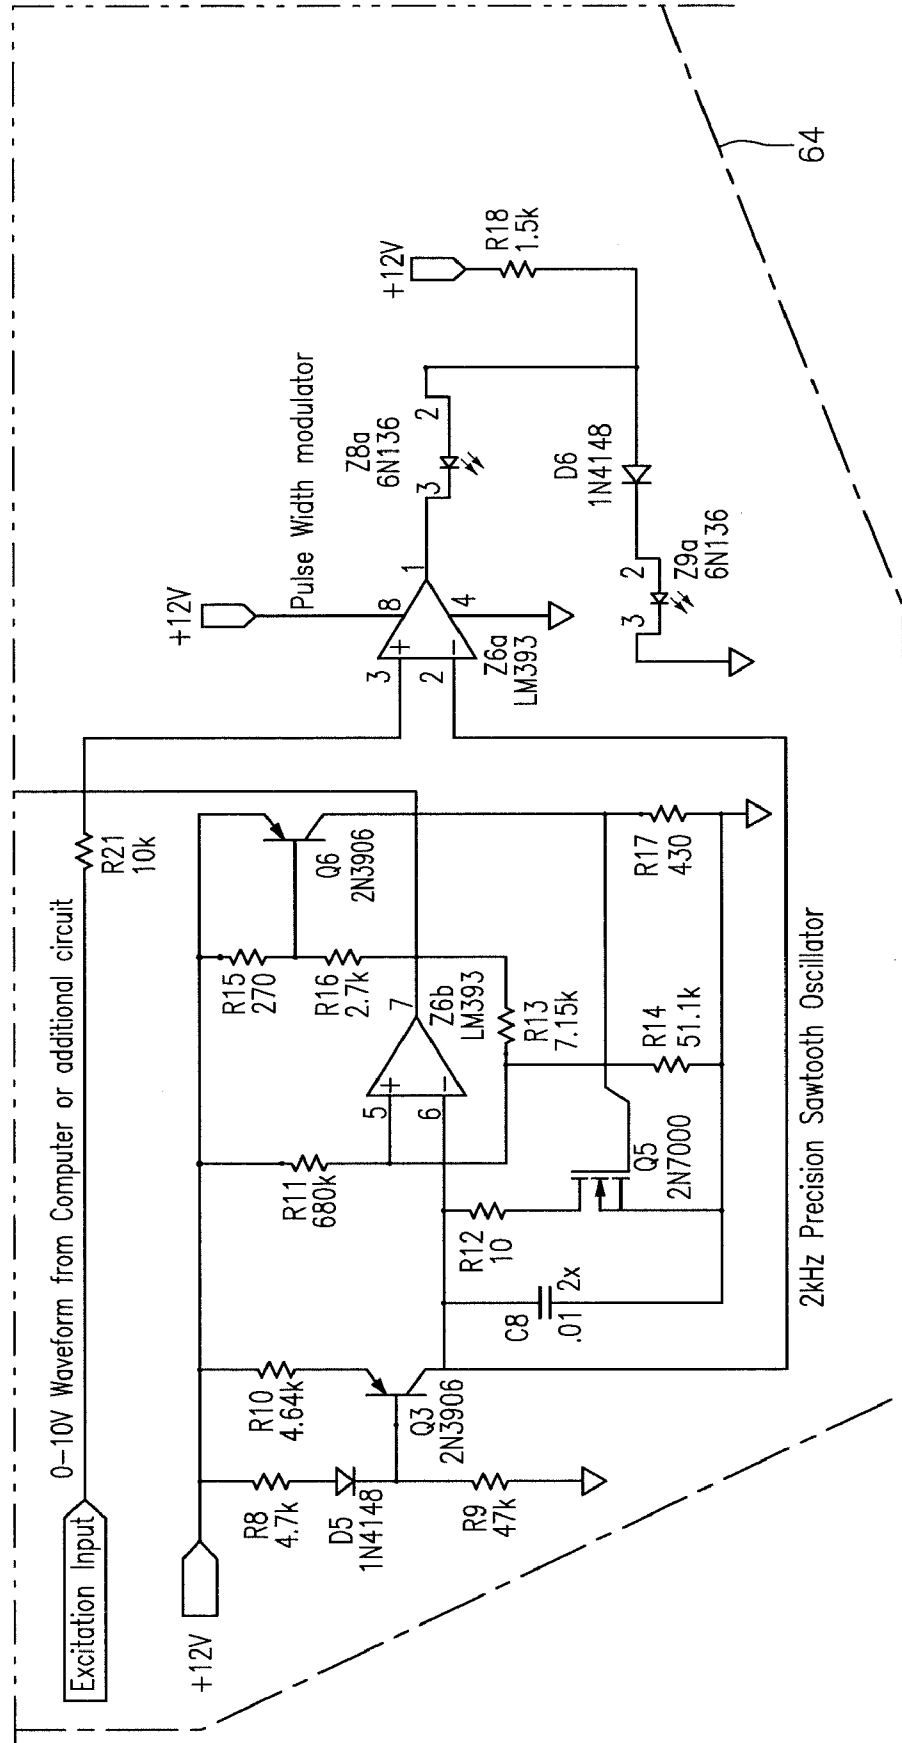 Excitation Input
0-10V Waveform from Computer or additional circuit
R21
10k
+12V
R8
4.7k
D5
1N4148
R9
47k
R10
4.64k
Q3
2N3906
C8
.01
2x
R12
10
R11
680k
5
6
+
−
7
Z6b
LM393
Q5
2N7000
R13
7.15k
R14
51.1k
R15
270
R16
2.7k
Q6
2N3906
R17
430
2kHz Precision Sawtooth Oscillator
+12V
Pulse Width modulator
3
2
+
−
8
4
1
Z6a
LM393
Z8a
6N136
3
2
+12V
R18
1.5k
D6
1N4148
Z9a
6N136
3
2
64